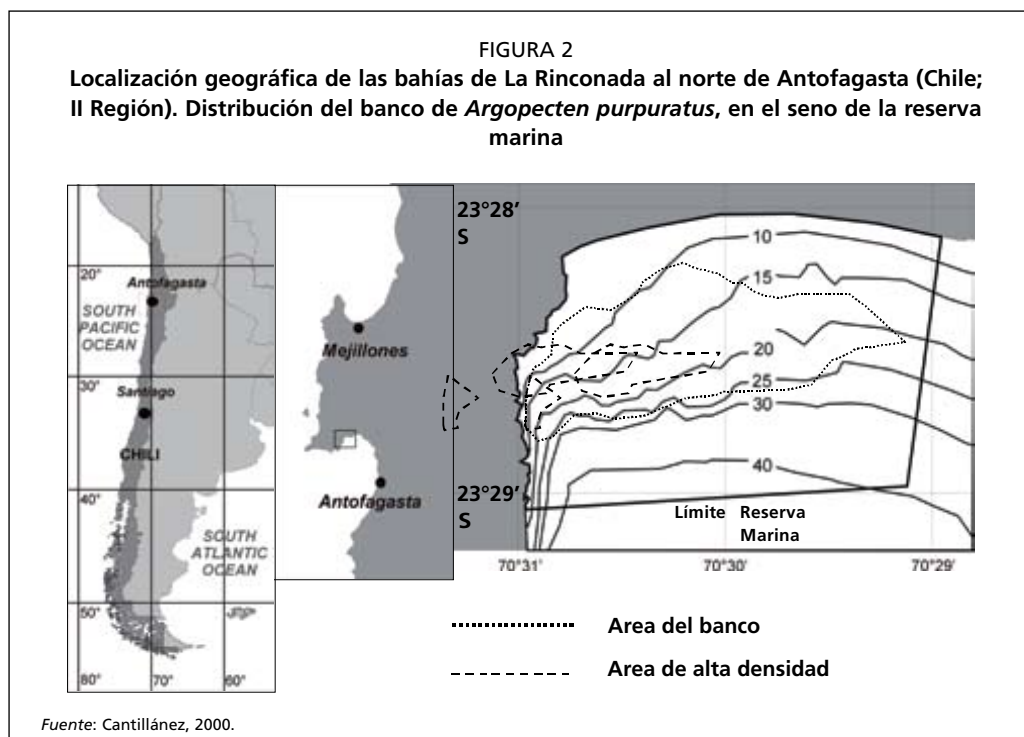 FIGURA 2
Localización geográfica de las bahías de La Rinconada al norte de Antofagasta (Chile;
II Región). Distribución del banco de Argopecten purpuratus, en el seno de la reserva
marina
20°
Antofagasta
SOUTH
PACIFIC
OCEAN
30°
Santiago
CHILI
40°
SOUTH
ATLANTIC
OCEAN
50°
80°
70°
60°
Mejillones
Antofagasta
23°28'
S
23°29'
S
10
15
20
25
30
40
Límite Reserva
Marina
70°31'
70°30'
70°29'
Area del banco
Area de alta densidad
Fuente: Cantillánez, 2000.